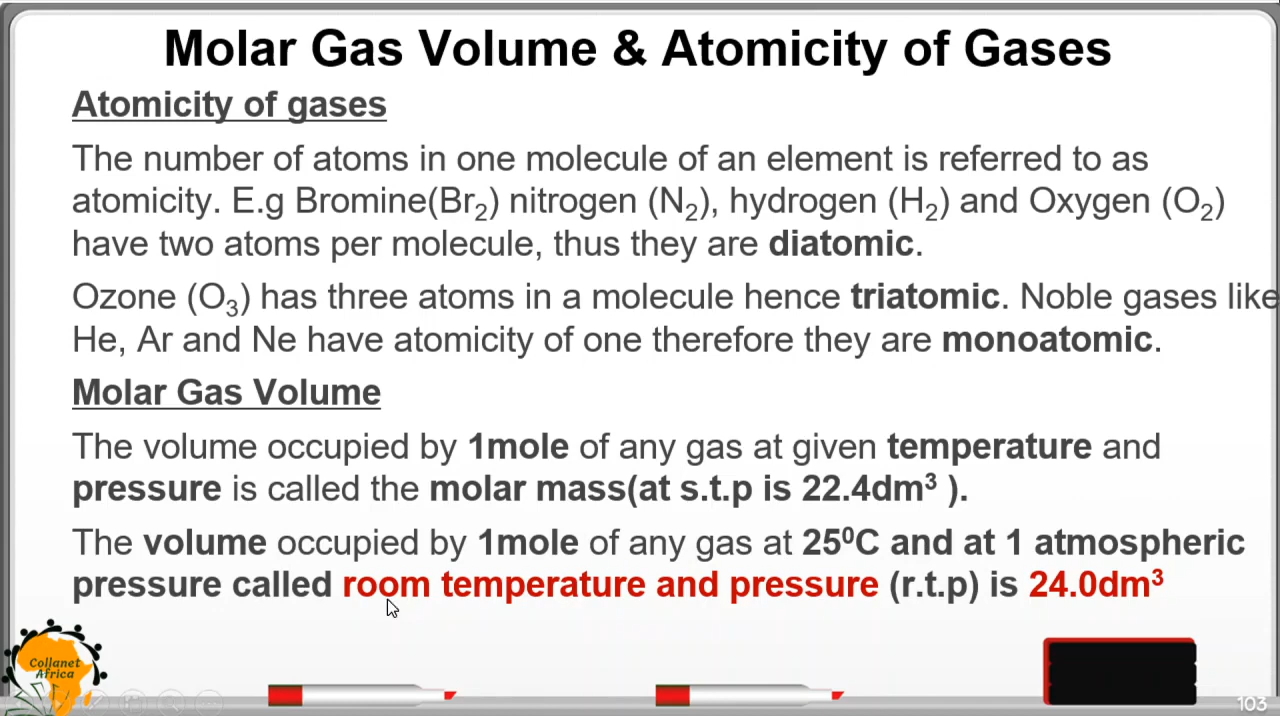 Molar Gas Volume & Atomicity of Gases
Atomicity of gases
The number of atoms in one molecule of an element is referred to as
atomicity. E.g Bromine(Br₂) nitrogen (N₂), hydrogen (H₂) and Oxygen (O₂)
have two atoms per molecule, thus they are diatomic.
Ozone (O₃) has three atoms in a molecule hence triatomic. Noble gases like
He, Ar and Ne have atomicity of one therefore they are monoatomic.
Molar Gas Volume
The volume occupied by 1mole of any gas at given temperature and
pressure is called the molar mass(at s.t.p is 22.4dm³ ).
The volume occupied by 1mole of any gas at 25⁰C and at 1 atmospheric
pressure called room temperature and pressure (r.t.p) is 24.0dm³
Collanet
Africa
103